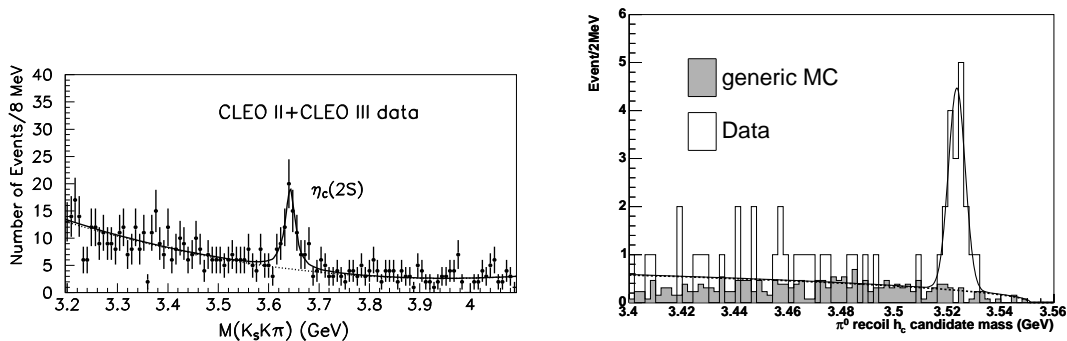 Number of Events/8 MeV
40
35
30
25
20
15
10
5
0
CLEO II+CLEO III data
η_c(2S)
3.2 3.3 3.4 3.5 3.6 3.7 3.8 3.9 4
M(K_SKπ) (GeV)
Event/2MeV
6
5
4
3
2
1
0
generic MC
Data
3.4 3.42 3.44 3.46 3.48 3.5 3.52 3.54 3.56
π⁰ recoil h_c candidate mass (GeV)